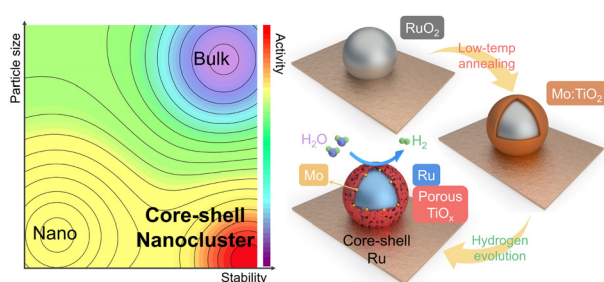 Particle size
Bulk
Nano
Core-shell
Nanocluster
Stability
Activity
RuO2
Low-temp
annealing
Mo:TiO2
H2O
H2
Mo
Ru
Porous
TiOx
Core-shell
Ru
Hydrogen
evolution